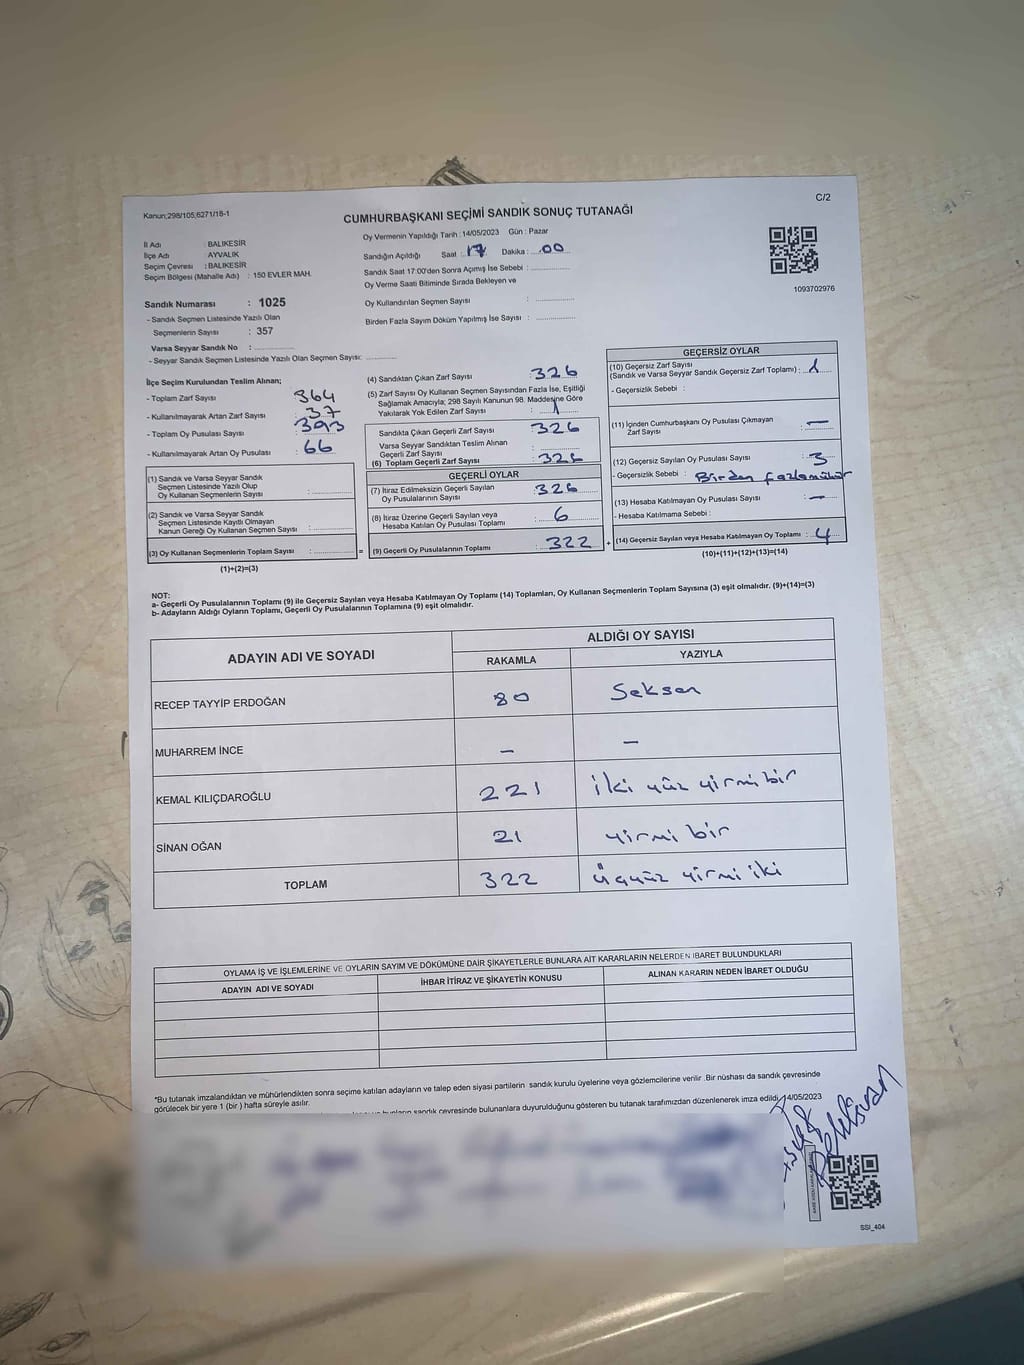 C/2
Kanun;298/105,6271/18-1
CUMHURBAŞKANI SEÇİMİ SANDIK SONUÇ TUTANAĞI
İl Adı : BALIKESİR
İlçe Adı : AYVALIK
Seçim Çevresi : BALIKESİR
Seçim Bölgesi (Mahalle Adı) : 150 EVLER MAH.
Sandık Numarası : 1025
- Sandık Seçmen Listesinde Yazılı Olan
Seçmenlerin Sayısı : 357
Varsa Seyyar Sandık No :
- Seyyar Sandık Seçmen Listesinde Yazılı Olan Seçmen Sayısı:
Oy Vermenin Yapıldığı Tarih : 14/05/2023 Gün : Pazar
Sandığın Açıldığı Saat : 17 Dakika : 00
Sandık Saat 17:00'den Sonra Açımış İse Sebebi :
Oy Verme Saati Bitiminde Sırada Bekleyen ve
Oy Kullandırılan Seçmen Sayısı :
Birden Fazla Sayım Döküm Yapılmış İse Sayısı :
1093702976
İlçe Seçim Kurulundan Teslim Alınan;
- Toplam Zarf Sayısı : 364
- Kullanılmayarak Artan Zarf Sayısı : 37
- Toplam Oy Pusulası Sayısı : 393
- Kullanılmayarak Artan Oy Pusulası : 66
(1) Sandık ve Varsa Seyyar Sandık
Seçmen Listesinde Yazılı Olup
Oy Kullanan Seçmenlerin Sayısı :
(2) Sandık ve Varsa Seyyar Sandık
Seçmen Listesinde Kayıtlı Olmayan
Kanun Gereği Oy Kullanan Seçmen Sayısı :
(3) Oy Kullanan Seçmenlerin Toplam Sayısı : =
(1)+(2)=(3)
(4) Sandıktan Çıkan Zarf Sayısı : 326
(5) Zarf Sayısı Oy Kullanan Seçmen Sayısından Fazla İse, Eşitliği
Sağlamak Amacıyla; 298 Sayılı Kanunun 98. Maddesine Göre
Yakılarak Yok Edilen Zarf Sayısı : 1
Sandıkta Çıkan Geçerli Zarf Sayısı : 326
Varsa Seyyar Sandıktan Teslim Alınan
Geçerli Zarf Sayısı :
(6) Toplam Geçerli Zarf Sayısı : 326
GEÇERLİ OYLAR
(7) İtiraz Edilmeksizin Geçerli Sayılan
Oy Pusulalarının Sayısı : 326
(8) İtiraz Üzerine Geçerli Sayılan veya
Hesaba Katılan Oy Pusulası Toplamı : 6
(9) Geçerli Oy Pusulalarının Toplamı : 322 +
GEÇERSİZ OYLAR
(10) Geçersiz Zarf Sayısı
(Sandık ve Varsa Seyyar Sandık Geçersiz Zarf Toplamı) : 1
- Geçersizlik Sebebi :
(11) İçinden Cumhurbaşkanı Oy Pusulası Çıkmayan
Zarf Sayısı : —
(12) Geçersiz Sayılan Oy Pusulası Sayısı : 3
- Geçersizlik Sebebi : Birden fazlamühür
(13) Hesaba Katılmayan Oy Pusulası Sayısı : —
- Hesaba Katılmama Sebebi :
(14) Geçersiz Sayılan veya Hesaba Katılmayan Oy Toplamı : 4
(10)+(11)+(12)+(13)=(14)
NOT:
a- Geçerli Oy Pusulalarının Toplamı (9) ile Geçersiz Sayılan veya Hesaba Katılmayan Oy Toplamı (14) Toplamları, Oy Kullanan Seçmenlerin Toplam Sayısına (3) eşit olmalıdır. (9)+(14)=(3)
b- Adayların Aldığı Oyların Toplamı, Geçerli Oy Pusulalarının Toplamına (9) eşit olmalıdır.
ADAYIN ADI VE SOYADI ALDIĞI OY SAYISI
RAKAMLA YAZIYLA
RECEP TAYYİP ERDOĞAN 80 Seksen
MUHARREM İNCE — —
KEMAL KILIÇDAROĞLU 221 iki yüz yirmi bir
SİNAN OĞAN 21 yirmi bir
TOPLAM 322 Üçyüz yirmi iki
OYLAMA İŞ VE İŞLEMLERİNE VE OYLARIN SAYIM VE DÖKÜMÜNE DAİR ŞİKAYETLERLE BUNLARA AİT KARARLARIN NELERDEN İBARET BULUNDUKLARI
ADAYIN ADI VE SOYADI İHBAR İTİRAZ VE ŞİKAYETİN KONUSU ALINAN KARARIN NEDEN İBARET OLDUĞU
*Bu tutanak imzalandıktan ve mühürlendikten sonra seçime katılan adayların ve talep eden siyasi partilerin sandık kurulu üyelerine veya gözlemcilerine verilir .Bir nüshası da sandık çevresinde
görülecek bir yere 1 (bir ) hafta süreyle asılır.
sandık çevresinde bulunanlara duyurulduğunu gösteren bu tutanak tarafımızdan düzenlenerek imza edildi. 14/05/2023
SSİ_404